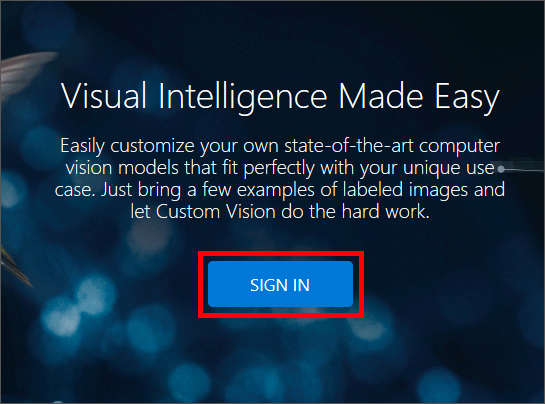 Visual Intelligence Made Easy
Easily customize your own state-of-the-art computer
vision models that fit perfectly with your unique use
case. Just bring a few examples of labeled images and
let Custom Vision do the hard work.
SIGN IN